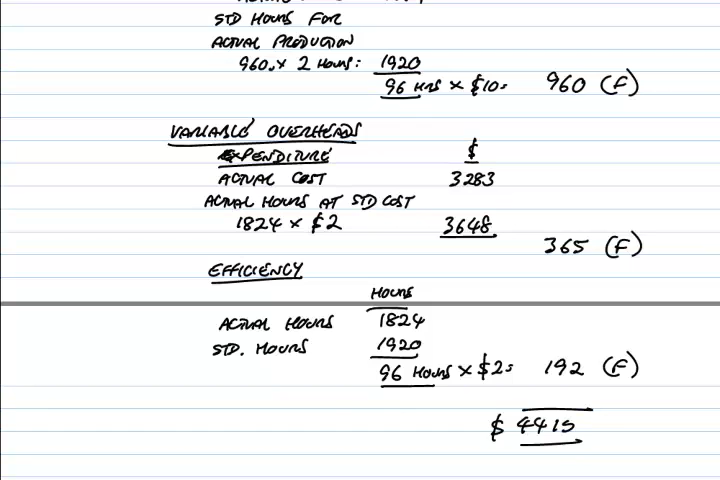 STD HOURS FOR
ACTUAL PRODUCTION
960 x 2 HOURS: 1920
96 HRS x $10= 960 (F)
VARIABLE OVERHEADS
EXPENDITURE $
ACTUAL COST 3283
ACTUAL HOURS AT STD COST
1824 x $2 3648
365 (F)
EFFICIENCY
HOURS
ACTUAL HOURS 1824
STD. HOURS 1920
96 HOURS x $2= 192 (F)
$ 4415